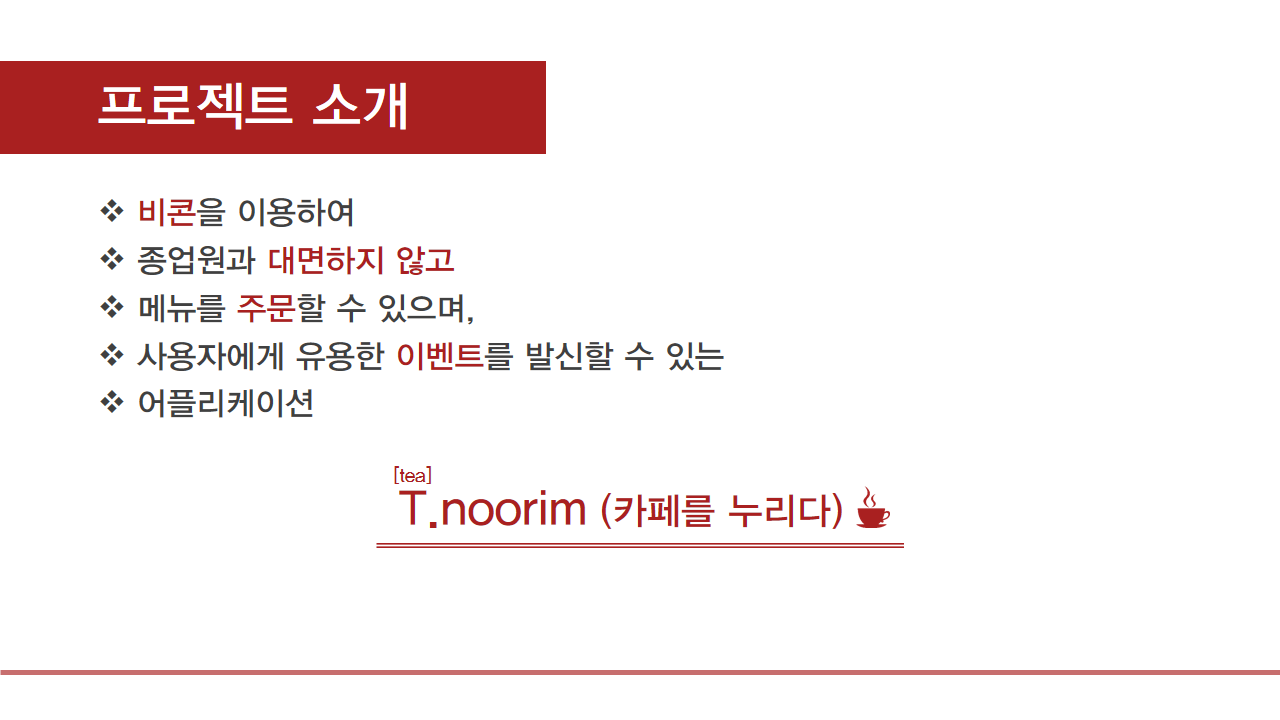 프로젝트 소개
❖ 비콘을 이용하여
❖ 종업원과 대면하지 않고
❖ 메뉴를 주문할 수 있으며,
❖ 사용자에게 유용한 이벤트를 발신할 수 있는
❖ 어플리케이션
[tea]
T.noorim (카페를 누리다)